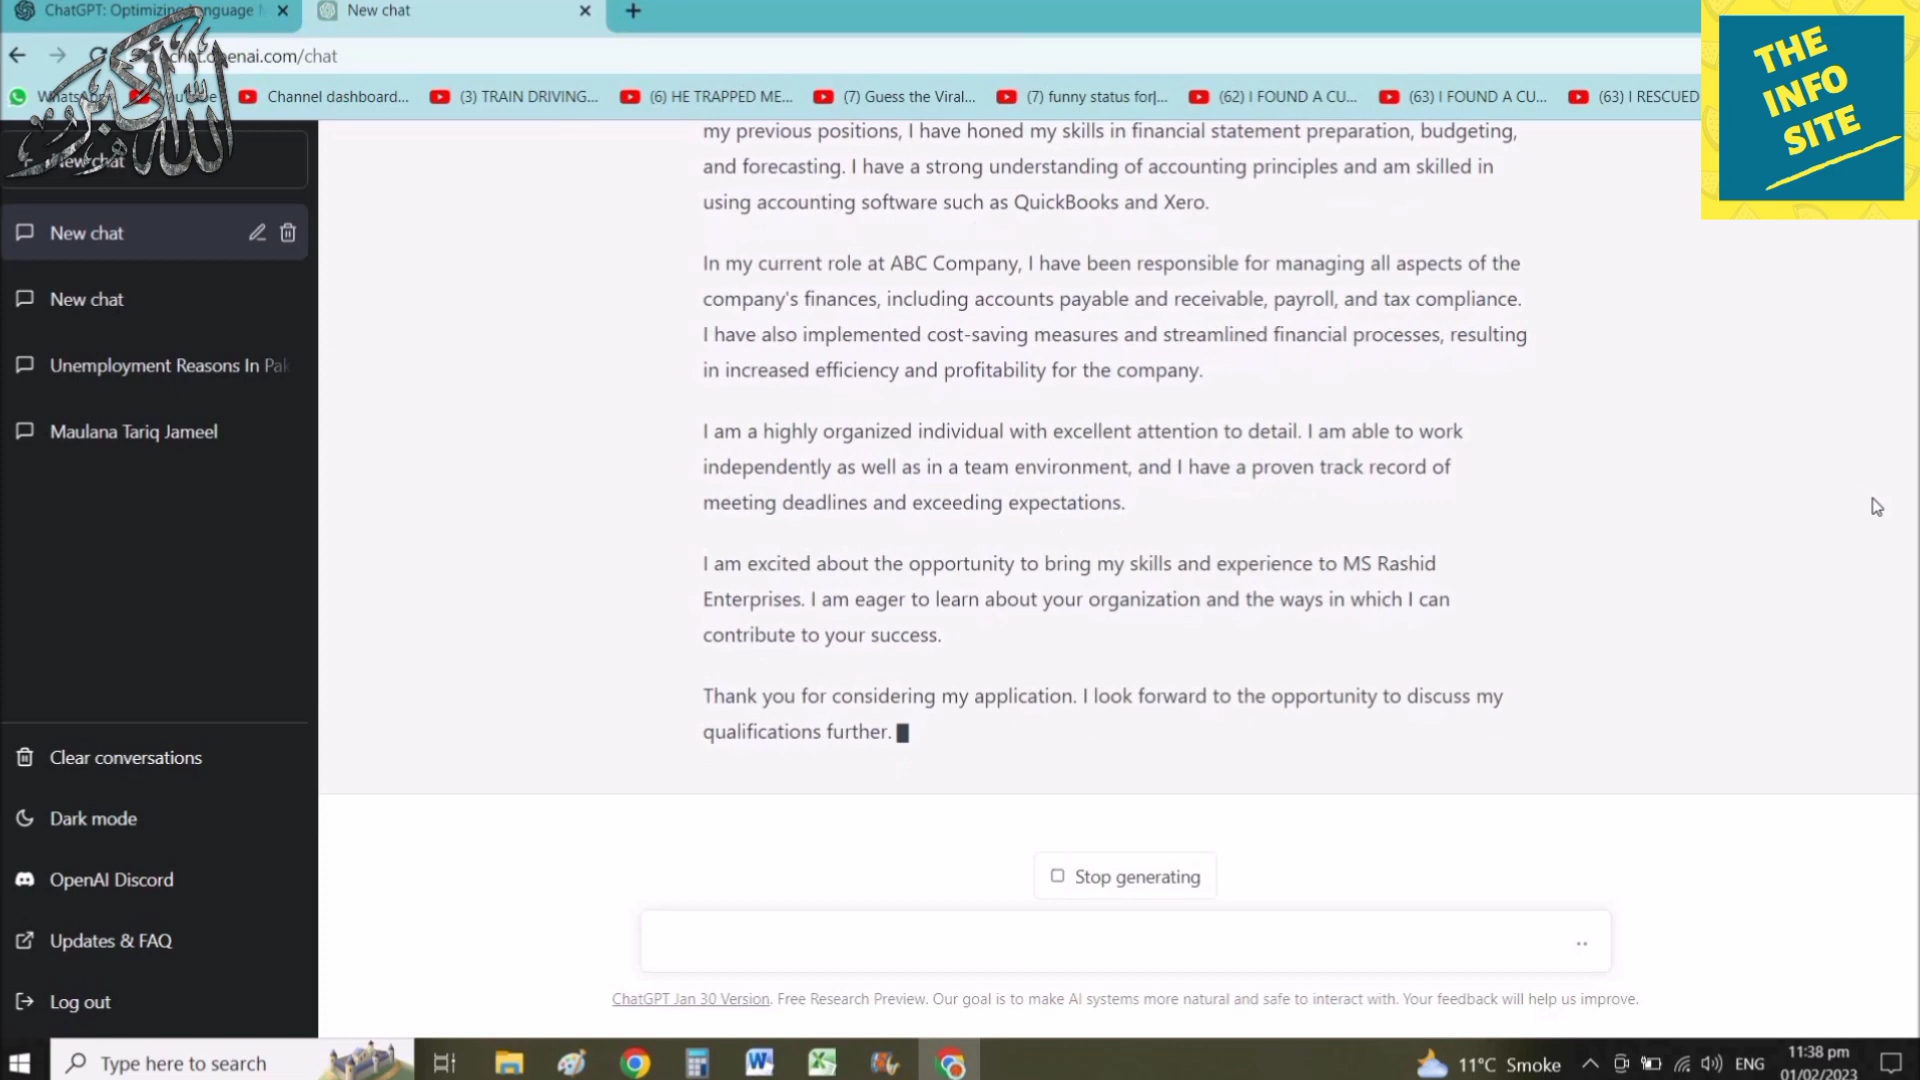 ChatGPT: Optimizing Language
New chat
chat.openai.com/chat
WhatsApp
YouTube
Channel dashboard...
(3) TRAIN DRIVING...
(6) HE TRAPPED ME...
(7) Guess the Viral...
(7) funny status for|...
(62) I FOUND A CU...
(63) I FOUND A CU...
(63) I RESCUED
THE
INFO
SITE
الله أكبر
New chat
New chat
New chat
Unemployment Reasons In Pak
Maulana Tariq Jameel
my previous positions, I have honed my skills in financial statement preparation, budgeting,
and forecasting. I have a strong understanding of accounting principles and am skilled in
using accounting software such as QuickBooks and Xero.
In my current role at ABC Company, I have been responsible for managing all aspects of the
company's finances, including accounts payable and receivable, payroll, and tax compliance.
I have also implemented cost-saving measures and streamlined financial processes, resulting
in increased efficiency and profitability for the company.
I am a highly organized individual with excellent attention to detail. I am able to work
independently as well as in a team environment, and I have a proven track record of
meeting deadlines and exceeding expectations.
I am excited about the opportunity to bring my skills and experience to MS Rashid
Enterprises. I am eager to learn about your organization and the ways in which I can
contribute to your success.
Thank you for considering my application. I look forward to the opportunity to discuss my
qualifications further.
Clear conversations
Dark mode
OpenAI Discord
Updates & FAQ
Log out
Stop generating
ChatGPT Jan 30 Version. Free Research Preview. Our goal is to make AI systems more natural and safe to interact with. Your feedback will help us improve.
Type here to search
11°C Smoke
ENG
11:38 pm
01/02/2023